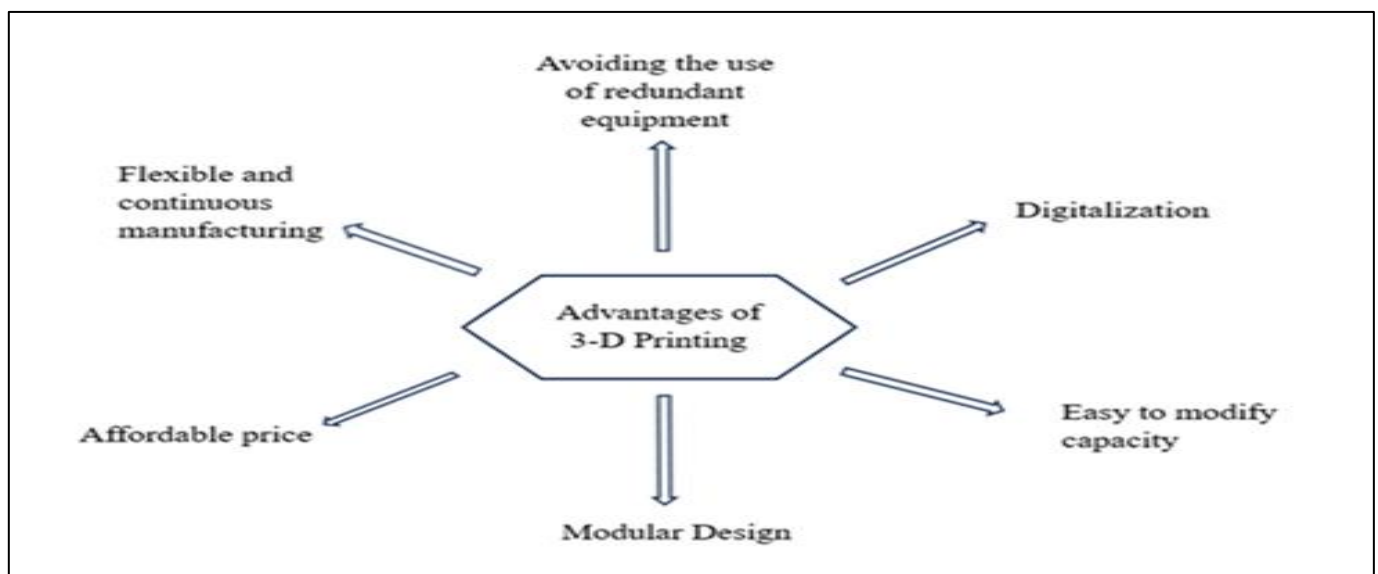 Avoiding the use
of redundant
equipment
Flexible and
continuous
manufacturing
Digitalization
Advantages of
3-D Printing
Affordable price
Easy to modify
capacity
Modular Design